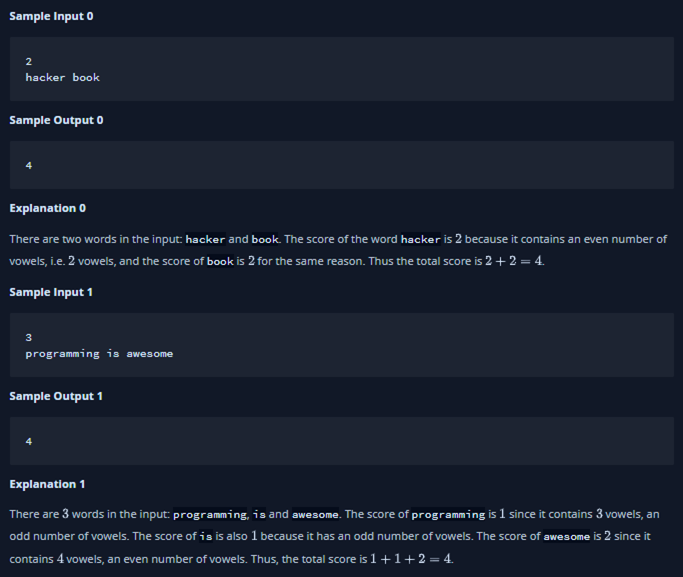 Sample Input 0
2
hacker book
Sample Output 0
4
Explanation 0
There are two words in the input: hacker and book. The score of the word hacker is 2 because it contains an even number of
vowels, i.e. 2 vowels, and the score of book is 2 for the same reason. Thus the total score is 2 + 2 = 4.
Sample Input 1
3
programming is awesome
Sample Output 1
4
Explanation 1
There are 3 words in the input: programming, is and awesome. The score of programming is 1 since it contains 3 vowels, an
odd number of vowels. The score of is is also 1 because it has an odd number of vowels. The score of awesome is 2 since it
contains 4 vowels, an even number of vowels. Thus, the total score is 1 + 1 + 2 = 4.